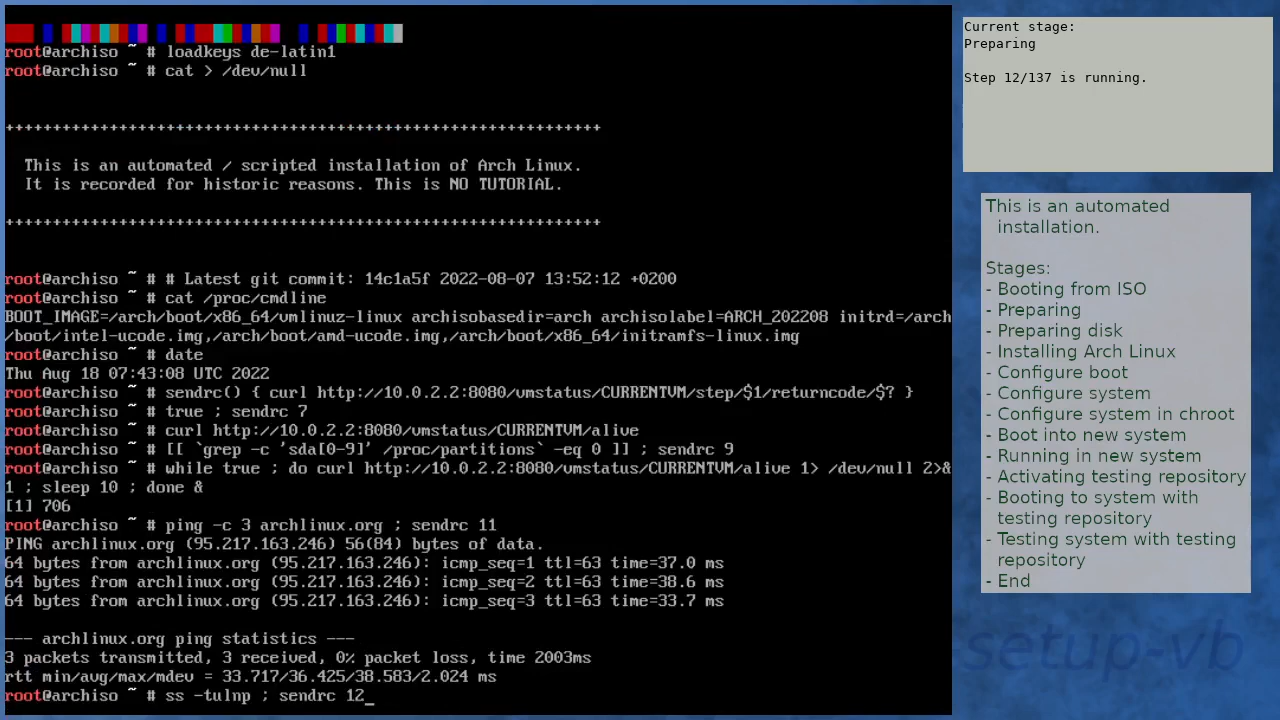 root@archiso ~ # loadkeys de-latin1
root@archiso ~ # cat > /dev/null
+++++++++++++++++++++++++++++++++++++++++++++++++++++++++++++++
This is an automated / scripted installation of Arch Linux.
It is recorded for historic reasons. This is NO TUTORIAL.
+++++++++++++++++++++++++++++++++++++++++++++++++++++++++++++++
root@archiso ~ # # Latest git commit: 14c1a5f 2022-08-07 13:52:12 +0200
root@archiso ~ # cat /proc/cmdline
BOOT_IMAGE=/arch/boot/x86_64/vmlinuz-linux archisobasedir=arch archisolabel=ARCH_202208 initrd=/arch
/boot/intel-ucode.img,/arch/boot/amd-ucode.img,/arch/boot/x86_64/initramfs-linux.img
root@archiso ~ # date
Thu Aug 18 07:43:08 UTC 2022
root@archiso ~ # sendrc() { curl http://10.0.2.2:8080/vmstatus/CURRENTVM/step/$1/returncode/$? }
root@archiso ~ # true ; sendrc 7
root@archiso ~ # curl http://10.0.2.2:8080/vmstatus/CURRENTVM/alive
root@archiso ~ # [[ `grep -c 'sda[0-9]' /proc/partitions` -eq 0 ]] ; sendrc 9
root@archiso ~ # while true ; do curl http://10.0.2.2:8080/vmstatus/CURRENTVM/alive 1> /dev/null 2>&
1 ; sleep 10 ; done &
[1] 706
root@archiso ~ # ping -c 3 archlinux.org ; sendrc 11
PING archlinux.org (95.217.163.246) 56(84) bytes of data.
64 bytes from archlinux.org (95.217.163.246): icmp_seq=1 ttl=63 time=37.0 ms
64 bytes from archlinux.org (95.217.163.246): icmp_seq=2 ttl=63 time=38.6 ms
64 bytes from archlinux.org (95.217.163.246): icmp_seq=3 ttl=63 time=33.7 ms
--- archlinux.org ping statistics ---
3 packets transmitted, 3 received, 0% packet loss, time 2003ms
rtt min/avg/max/mdev = 33.717/36.425/38.583/2.024 ms
root@archiso ~ # ss -tulnp ; sendrc 12_
Current stage:
Preparing
Step 12/137 is running.
This is an automated
installation.
Stages:
- Booting from ISO
- Preparing
- Preparing disk
- Installing Arch Linux
- Configure boot
- Configure system
- Configure system in chroot
- Boot into new system
- Running in new system
- Activating testing repository
- Booting to system with
testing repository
- Testing system with testing
repository
- End
setup-vb